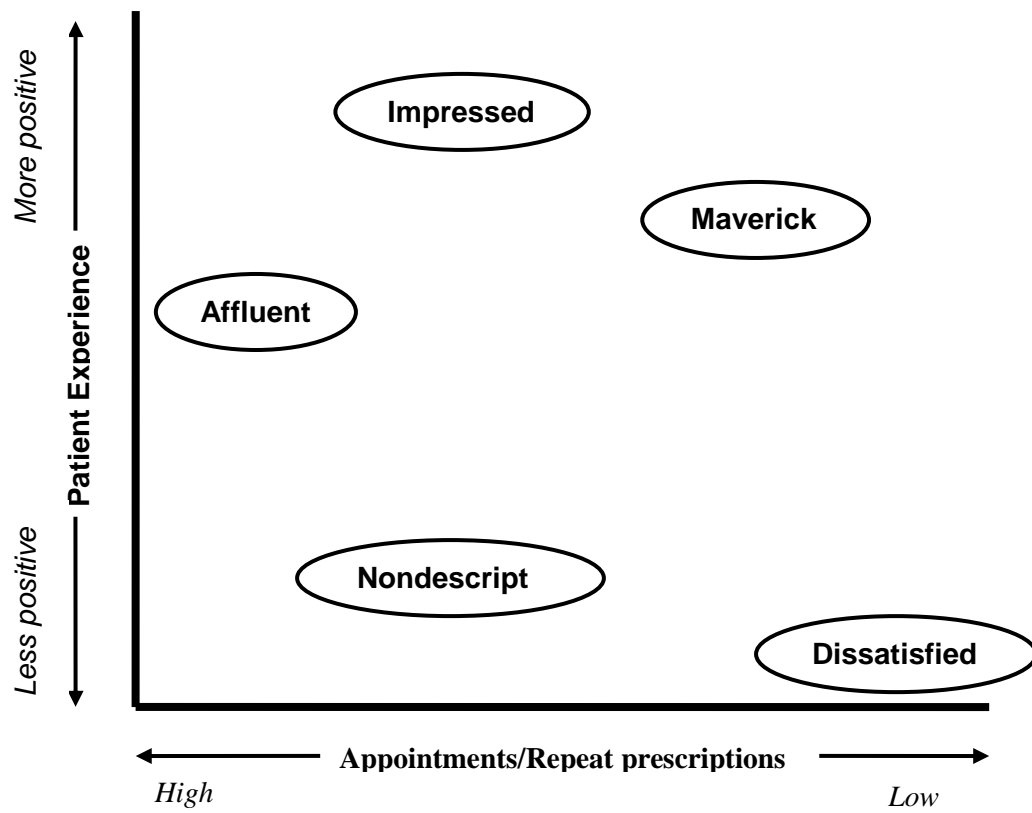 More positive
Impressed
Maverick
Affluent
Patient Experience
Nondescript
Less positive
Dissatisfied
Appointments/Repeat prescriptions
High
Low